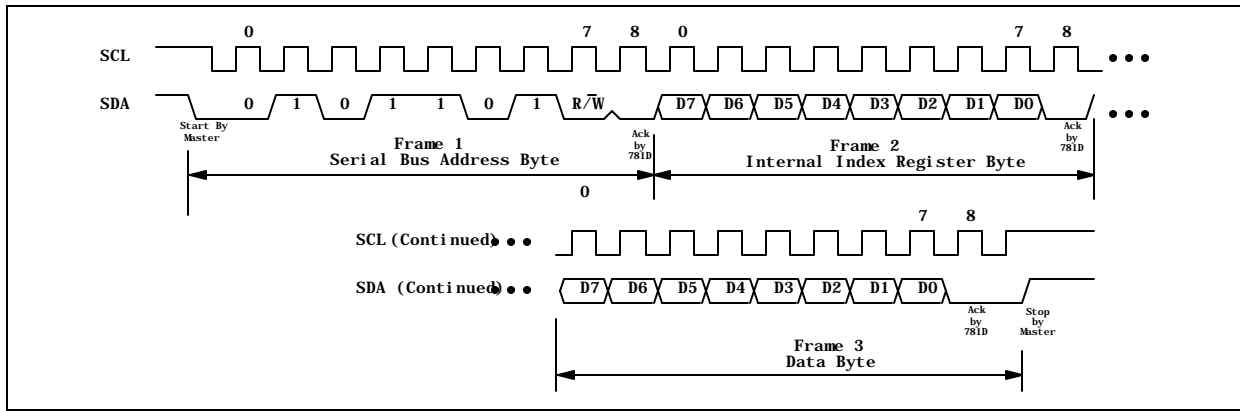 0 7 8 0 7 8
SCL
SDA 0 1 0 1 1 0 1 R/W D7 D6 D5 D4 D3 D2 D1 D0
Start By
Master
Ack
by
781D
Ack
by
781D
Frame 1
Serial Bus Address Byte
Frame 2
Internal Index Register Byte
0
7 8
SCL (Continued)
SDA (Continued) D7 D6 D5 D4 D3 D2 D1 D0
Ack
by
781D
Stop
by
Master
Frame 3
Data Byte